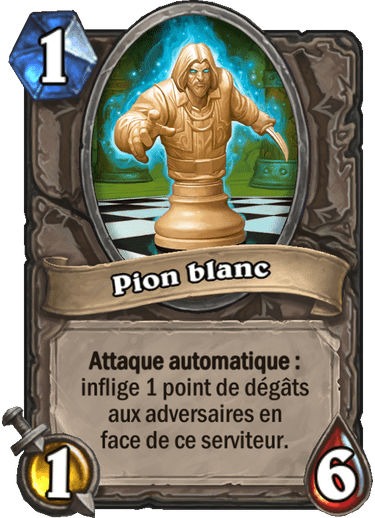 1
Pion blanc
Attaque automatique :
inflige 1 point de dégâts
aux adversaires en
face de ce serviteur.
1
6